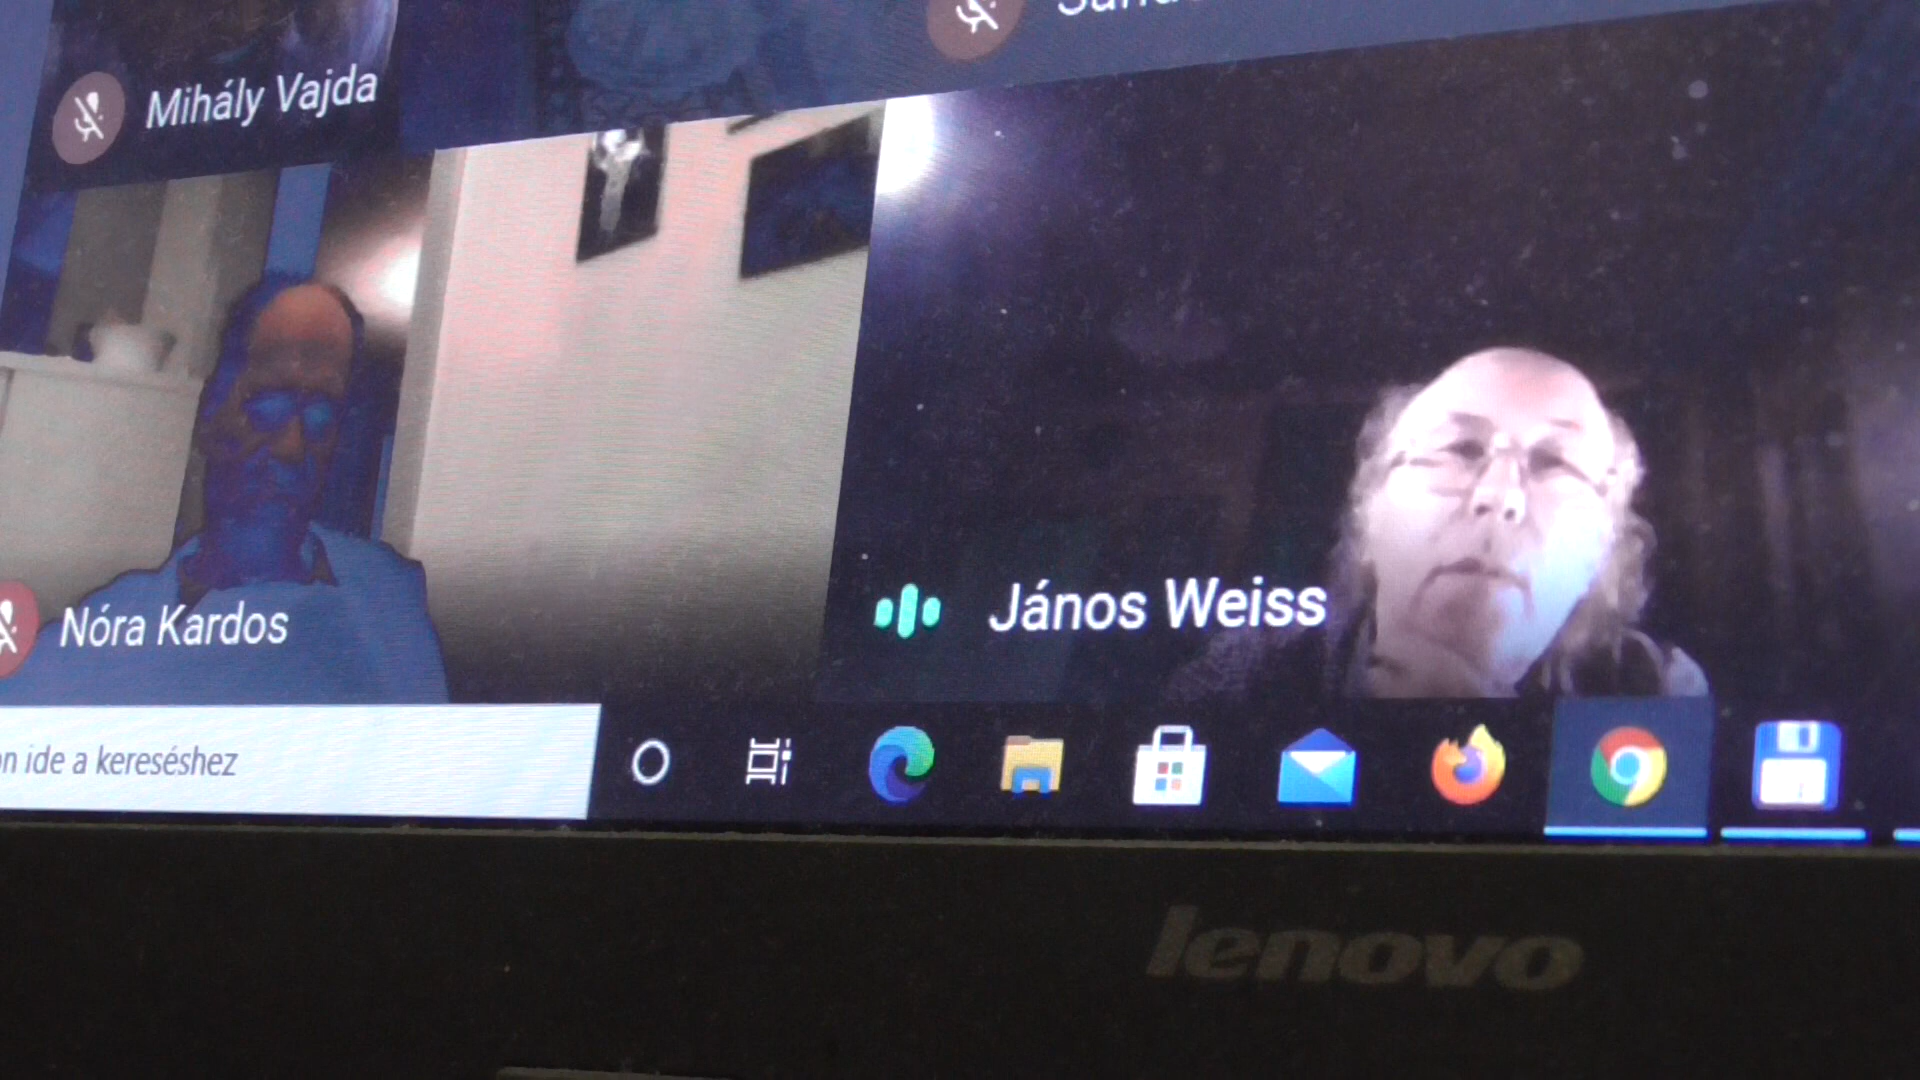 Mihály Vajda
Nóra Kardos
János Weiss
ide a kereséshez
lenovo